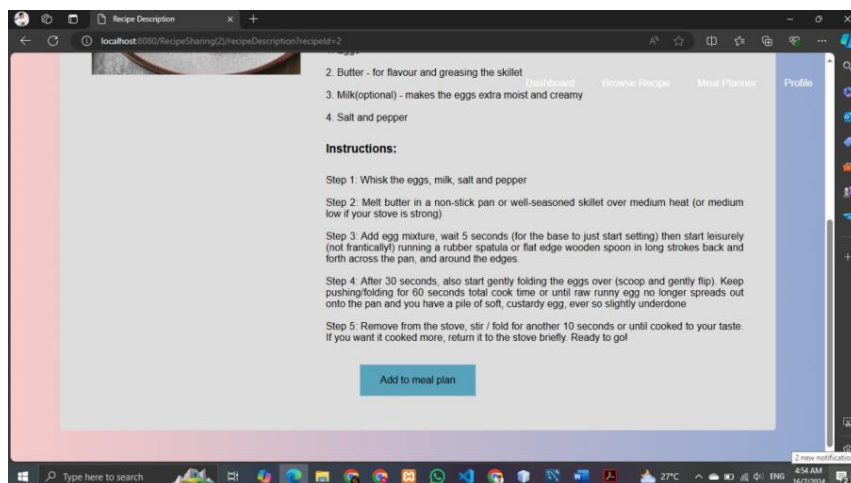 Recipe Description
localhost:8080/RecipeSharing(2)/recipeDescription?recipeId=2
2. Butter - for flavour and greasing the skillet
Dashboard Browse Recipe Meal Planner Profile
3. Milk(optional) - makes the eggs extra moist and creamy
4. Salt and pepper
Instructions:
Step 1: Whisk the eggs, milk, salt and pepper
Step 2: Melt butter in a non-stick pan or well-seasoned skillet over medium heat (or medium
low if your stove is strong)
Step 3: Add egg mixture, wait 5 seconds (for the base to just start setting) then start leisurely
(not frantically!) running a rubber spatula or flat edge wooden spoon in long strokes back and
forth across the pan, and around the edges.
Step 4: After 30 seconds, also start gently folding the eggs over (scoop and gently flip). Keep
pushing/folding for 60 seconds total cook time or until raw runny egg no longer spreads out
onto the pan and you have a pile of soft, custardy egg, ever so slightly underdone
Step 5: Remove from the stove, stir / fold for another 10 seconds or until cooked to your taste.
If you want it cooked more, return it to the stove briefly. Ready to go!
Add to meal plan
2 new notificatio
Type here to search
27°C
ENG
4:54 AM
16/7/2024